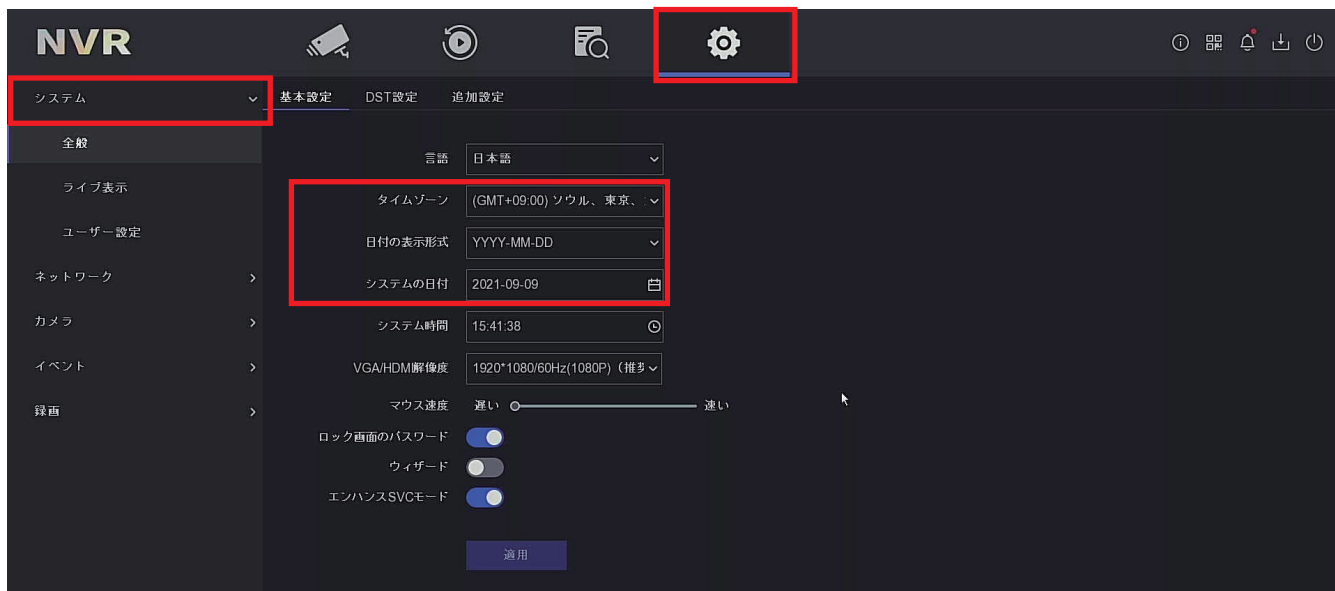 NVR
システム
全般
ライブ表示
ユーザー設定
ネットワーク
カメラ
イベント
録画
基本設定 DST設定 追加設定
言語 日本語
タイムゾーン (GMT+09:00) ソウル、東京、
日付の表示形式 YYYY-MM-DD
システムの日付 2021-09-09
システム時間 15:41:38
VGA/HDMI解像度 1920*1080/60Hz(1080P)（推奨
マウス速度 遅い 速い
ロック画面のパスワード
ウィザード
エンハンスSVCモード
適用